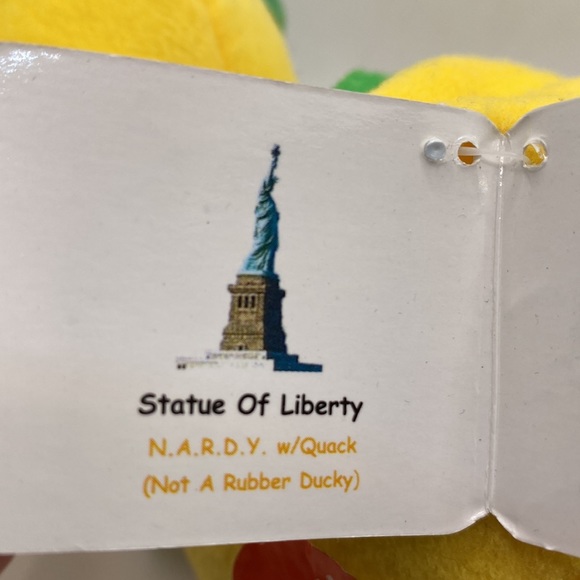 Statue Of Liberty
N.A.R.D.Y. w/Quack
(Not A Rubber Ducky)